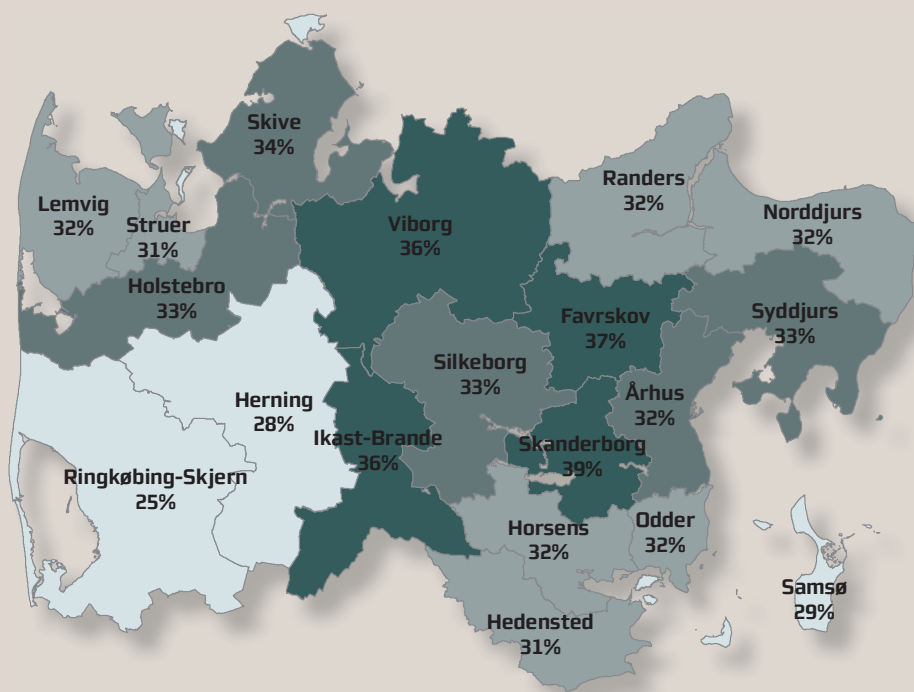 Skive
34%
Lemvig
32%
Struer
31%
Holstebro
33%
Viborg
36%
Randers
32%
Norddjurs
32%
Favrskov
37%
Syddjurs
33%
Silkeborg
33%
Herning
28%
Århus
32%
Ikast-Brande
36%
Skanderborg
39%
Ringkøbing-Skjern
25%
Horsens
32%
Odder
32%
Samsø
29%
Hedensted
31%